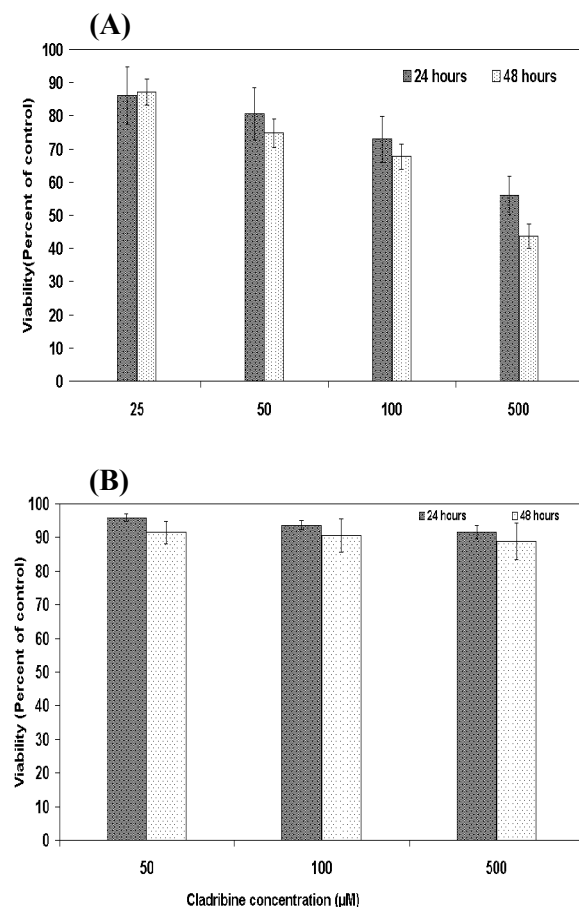 (A)
100
90
80
70
60
50
40
30
20
10
0
Viability(Percent of control)
24 hours 48 hours
25 50 100 500
(B)
100
90
80
70
60
50
40
30
20
10
0
Viability (Percent of control)
24 hours 48 hours
50 100 500
Cladribine concentration (µM)